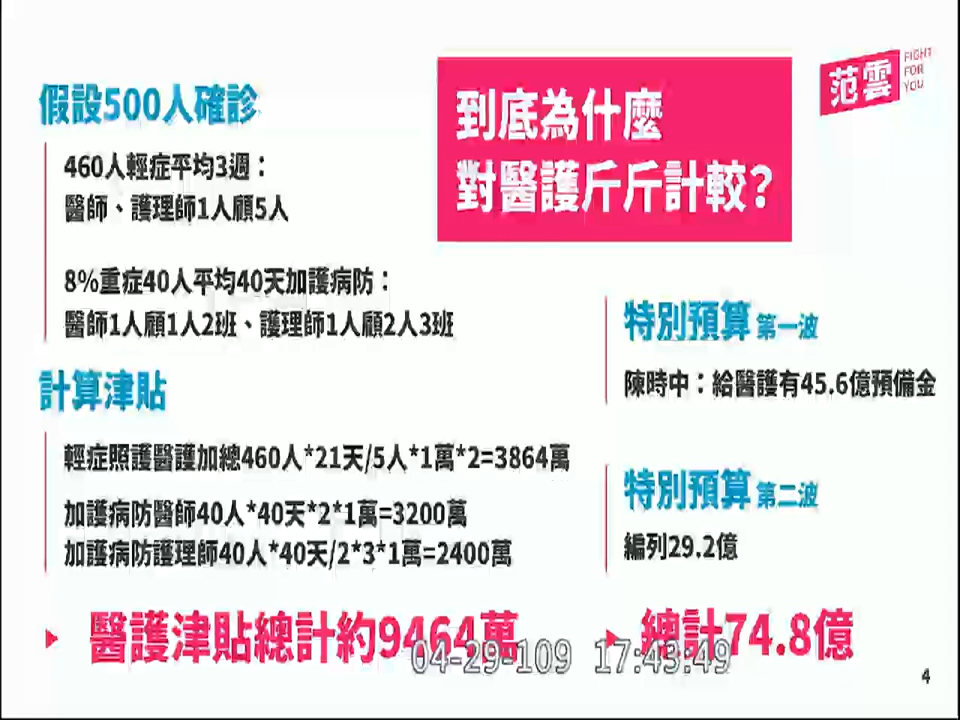 假設500人確診
460人輕症平均3週：
醫師、護理師1人顧5人
8%重症40人平均40天加護病防：
醫師1人顧1人2班、護理師1人顧2人3班
計算津貼
輕症照護醫護加總460人*21天/5人*1萬*2=3864萬
加護病防醫師40人*40天*2*1萬=3200萬
加護病防護理師40人*40天/2*3*1萬=2400萬
醫護津貼總計約9464萬
到底為什麼
對醫護斤斤計較？
范雲
FIGHT
FOR
YOU
特別預算 第一波
陳時中：給醫護有45.6億預備金
特別預算 第二波
編列29.2億
總計74.8億
04-29-109 17:43:49
4